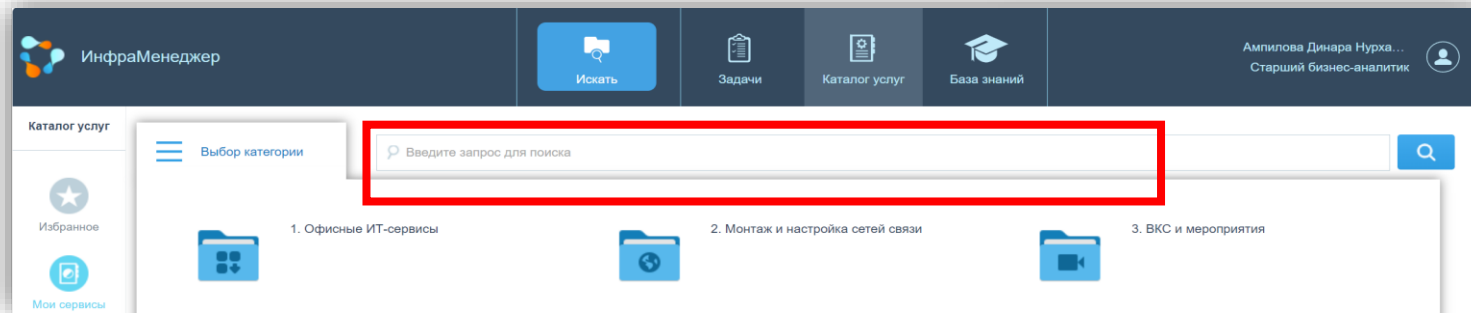 ИнфраМенеджер
Искать
Задачи
Каталог услуг
База знаний
Ампилова Динара Нурха...
Старший бизнес-аналитик
Каталог услуг
Выбор категории
Введите запрос для поиска
Избранное
1. Офисные ИТ-сервисы
2. Монтаж и настройка сетей связи
3. ВКС и мероприятия
Мои сервисы